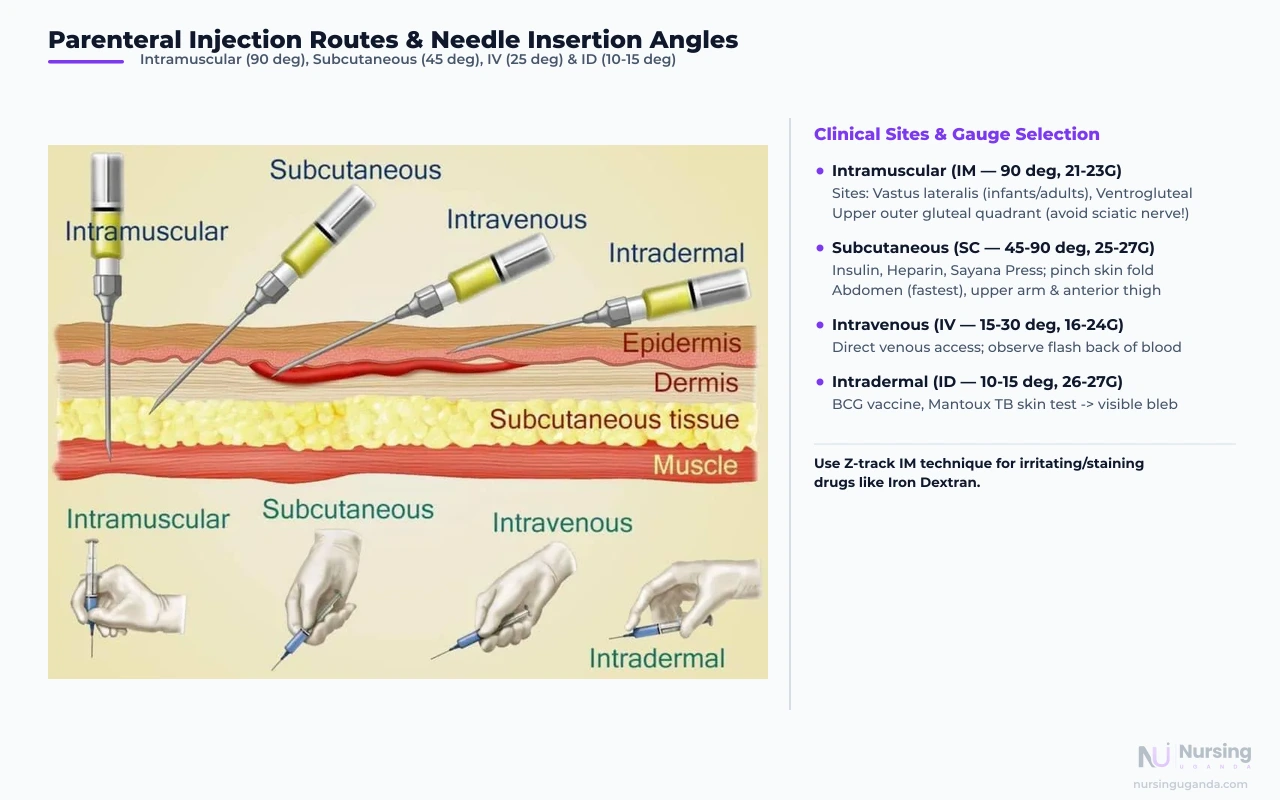 Parenteral Injection Routes & Needle Insertion Angles
Intramuscular (90 deg), Subcutaneous (45 deg), IV (25 deg) & ID (10-15 deg)
Subcutaneous
Intramuscular
Intravenous
Intradermal
Epidermis
Dermis
Subcutaneous tissue
Muscle
Intramuscular
Subcutaneous
Intravenous
Intradermal
Clinical Sites & Gauge Selection
Intramuscular (IM — 90 deg, 21-23G)
Sites: Vastus lateralis (infants/adults), Ventrogluteal
Upper outer gluteal quadrant (avoid sciatic nerve!)
Subcutaneous (SC — 45-90 deg, 25-27G)
Insulin, Heparin, Sayana Press; pinch skin fold
Abdomen (fastest), upper arm & anterior thigh
Intravenous (IV — 15-30 deg, 16-24G)
Direct venous access; observe flash back of blood
Intradermal (ID — 10-15 deg, 26-27G)
BCG vaccine, Mantoux TB skin test -> visible bleb
Use Z-track IM technique for irritating/staining
drugs like Iron Dextran.
NU Nursing
UGANDA
nursinguganda.com